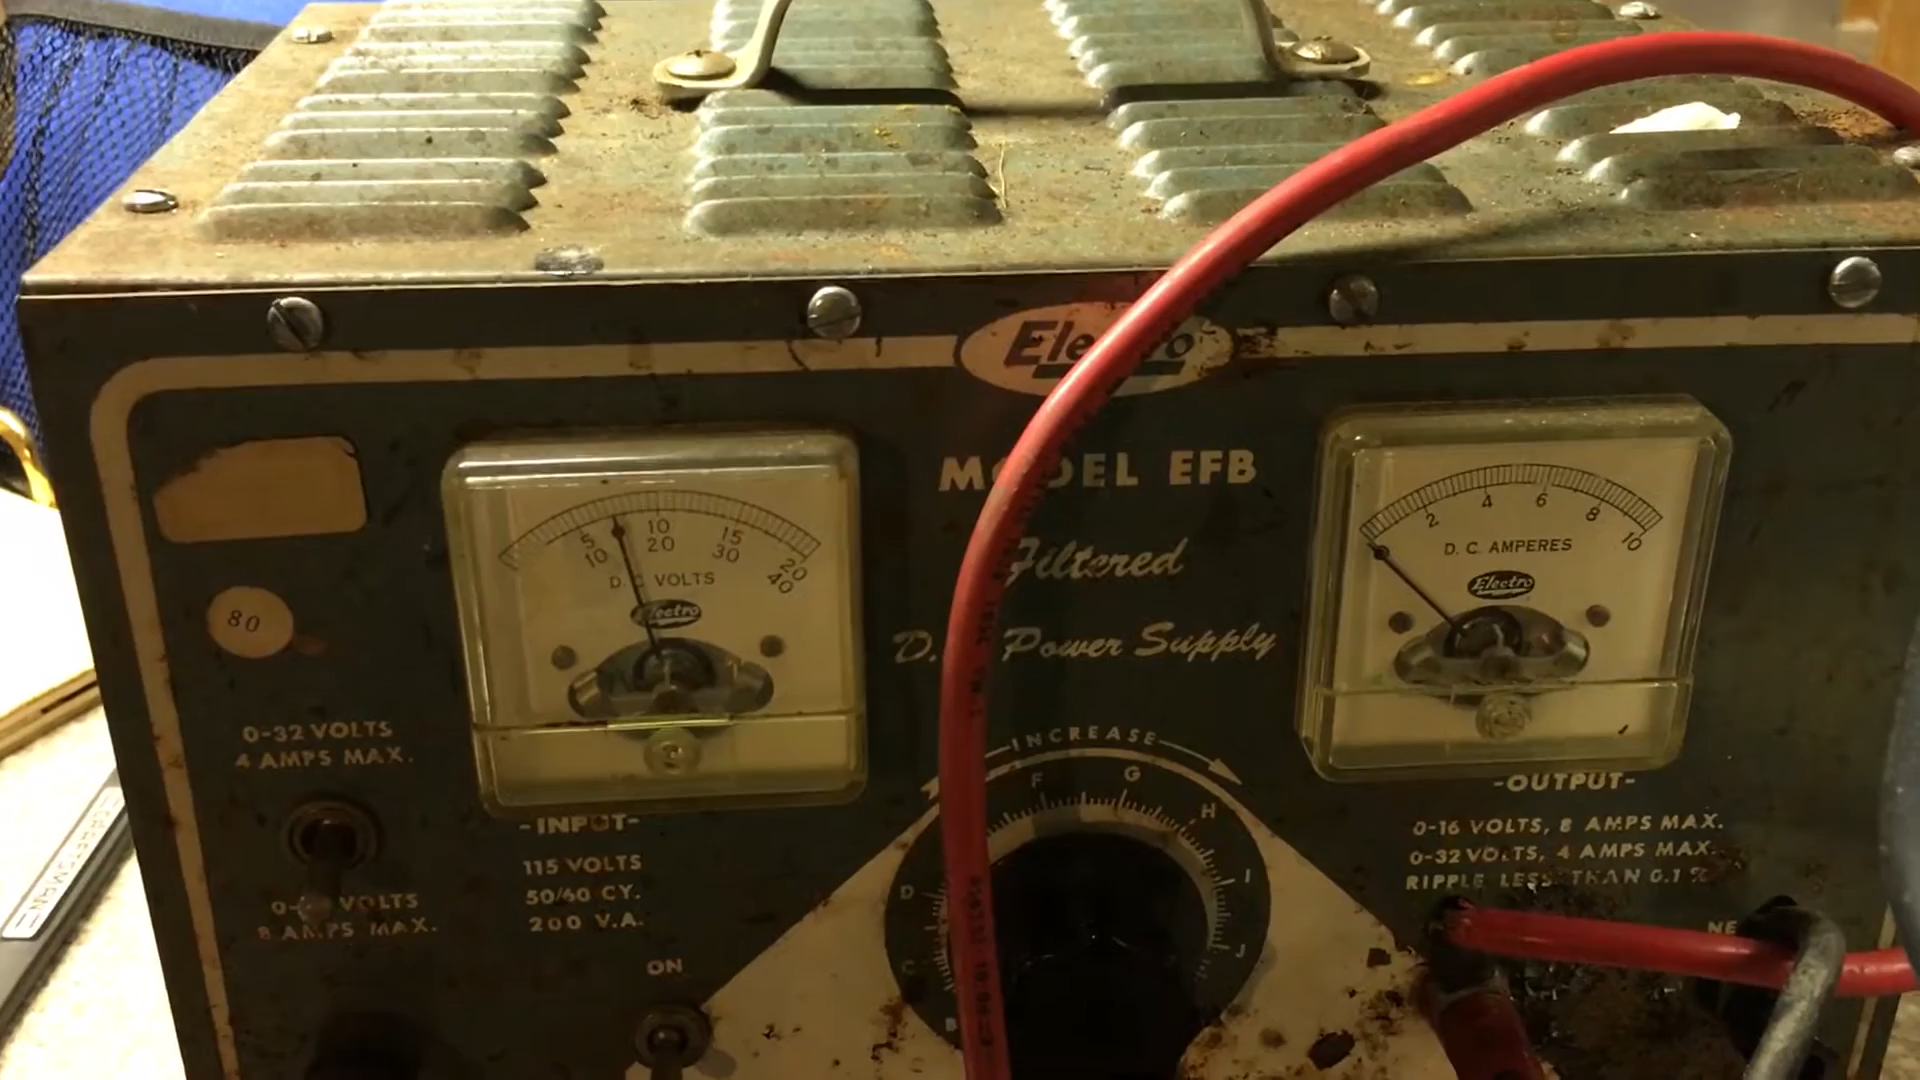 Electro
MODEL EFB
Filtered
D.C. Power Supply
80
5 10 15 20
10 20 30 40
D.C. VOLTS
Electro
2 4 6 8 10
D. C. AMPERES
Electro
0-32 VOLTS
4 AMPS MAX.
VOLTS
8 AMPS MAX.
-INPUT-
115 VOLTS
50/60 CY.
200 V.A.
ON
INCREASE
B C D F G H I J
-OUTPUT-
0-16 VOLTS, 8 AMPS MAX.
0-32 VOLTS, 4 AMPS MAX.
RIPPLE LESS THAN 0.1 %
NE
CRAFTSMAN